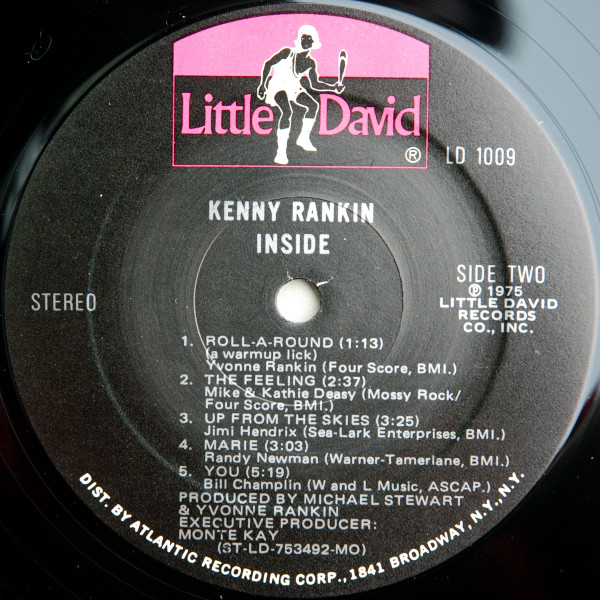 Little David
®
LD 1009
KENNY RANKIN
INSIDE
STEREO
SIDE TWO
℗ 1975
LITTLE DAVID
RECORDS
CO., INC.
1. ROLL-A-ROUND (1:13)
(a warmup lick)
Yvonne Rankin (Four Score, BMI.)
2. THE FEELING (2:37)
Mike & Kathie Deasy (Mossy Rock/
Four Score, BMI.)
3. UP FROM THE SKIES (3:25)
Jimi Hendrix (Sea-Lark Enterprises, BMI.)
4. MARIE (3:03)
Randy Newman (Warner-Tamerlane, BMI.)
5. YOU (5:19)
Bill Champlin (W and L Music, ASCAP.)
PRODUCED BY MICHAEL STEWART
& YVONNE RANKIN
EXECUTIVE PRODUCER:
MONTE KAY
(ST-LD-753492-MO)
DIST. BY ATLANTIC RECORDING CORP., 1841 BROADWAY, N.Y., N.Y.